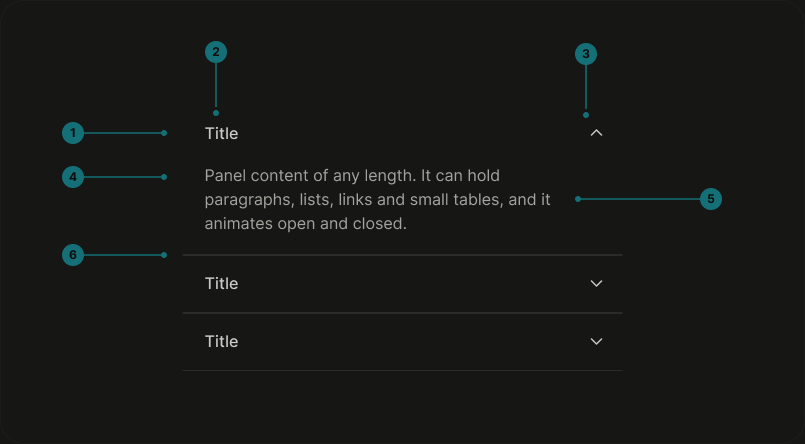 2
3
1
Title
4
Panel content of any length. It can hold
paragraphs, lists, links and small tables, and it
5
animates open and closed.
6
Title
Title